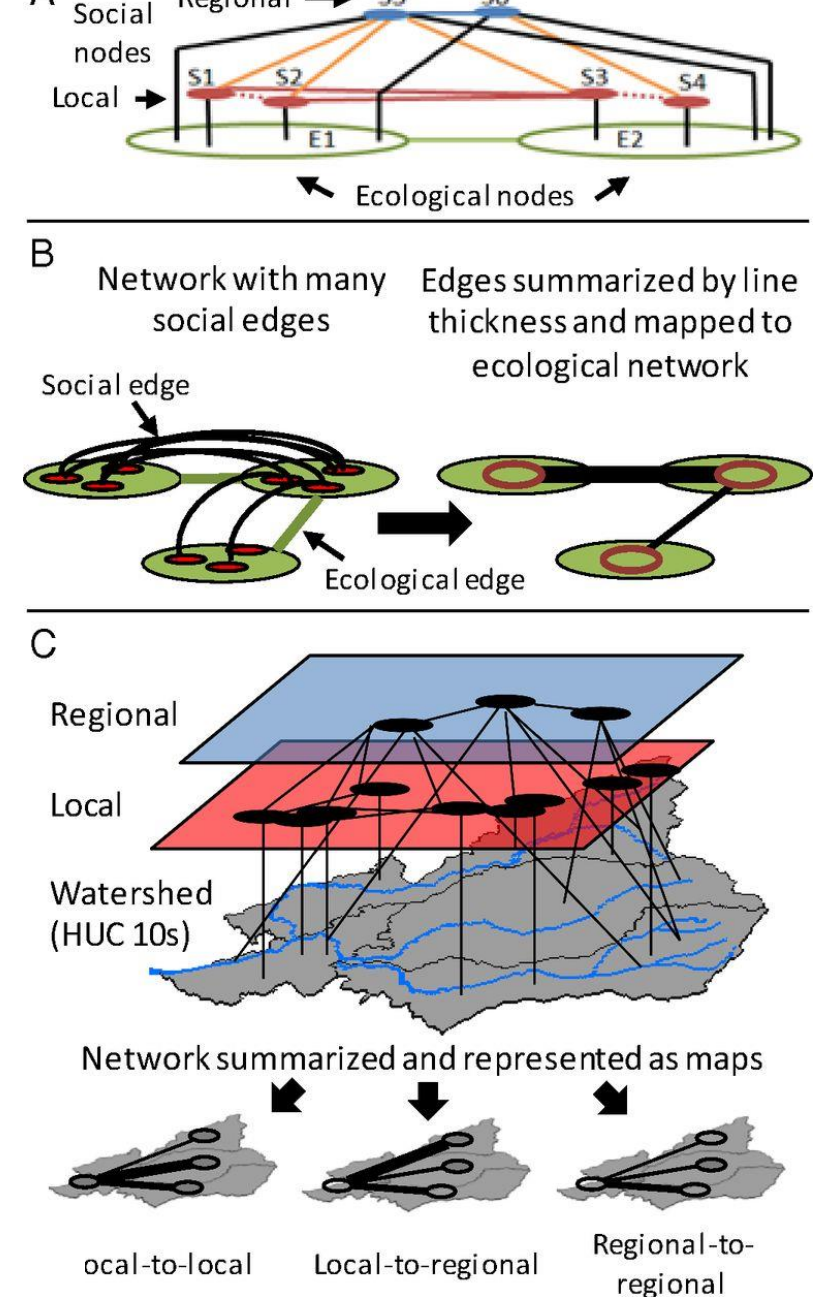 A
Regional
Social
nodes
S1
S2
S3
S4
Local
E1
E2
Ecological nodes
B
Network with many
social edges
Edges summarized by line
thickness and mapped to
ecological network
Social edge
Ecological edge
C
Regional
Local
Watershed
(HUC 10s)
Network summarized and represented as maps
ocal-to-local
Local-to-regional
Regional-to-
regional